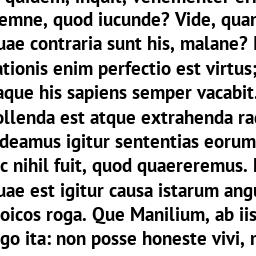 quidem, inquit, vehementer
emne, quod iucunde? Vide, quan
uae contraria sunt his, malane?
ationis enim perfectio est virtus;
aque his sapiens semper vacabit.
ollenda est atque extrahenda ra
deamus igitur sententias eorum
c nihil fuit, quod quaereremus.
uae est igitur causa istarum angu
oicos roga. Que Manilium, ab iis
go ita: non posse honeste vivi, n